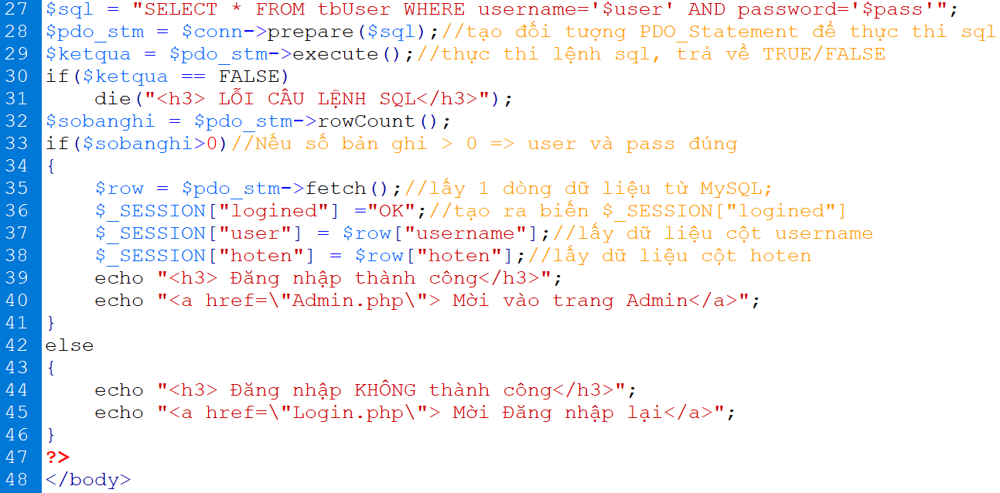 27 $sql = "SELECT * FROM tbUser WHERE username='$user' AND password='$pass'";
28 $pdo_stm = $conn->prepare($sql);//tạo đối tượng PDO_Statement để thực thi sql
29 $ketqua = $pdo_stm->execute();//thực thi lệnh sql, trả về TRUE/FALSE
30 if($ketqua == FALSE)
31     die("<h3> LỖI CÂU LỆNH SQL</h3>");
32 $sobanghi = $pdo_stm->rowCount();
33 if($sobanghi>0)//Nếu số bản ghi > 0 => user và pass đúng
34 {
35     $row = $pdo_stm->fetch();//lấy 1 dòng dữ liệu từ MySQL;
36     $_SESSION["logined"] ="OK";//tạo ra biến $_SESSION["logined"]
37     $_SESSION["user"] = $row["username"];//lấy dữ liệu cột username
38     $_SESSION["hoten"] = $row["hoten"];//lấy dữ liệu cột hoten
39     echo "<h3> Đăng nhập thành công</h3>";
40     echo "<a href=\"Admin.php\"> Mời vào trang Admin</a>";
41 }
42 else
43 {
44     echo "<h3> Đăng nhập KHÔNG thành công</h3>";
45     echo "<a href=\"Login.php\"> Mời Đăng nhập lại</a>";
46 }
47 ?>
48 </body>